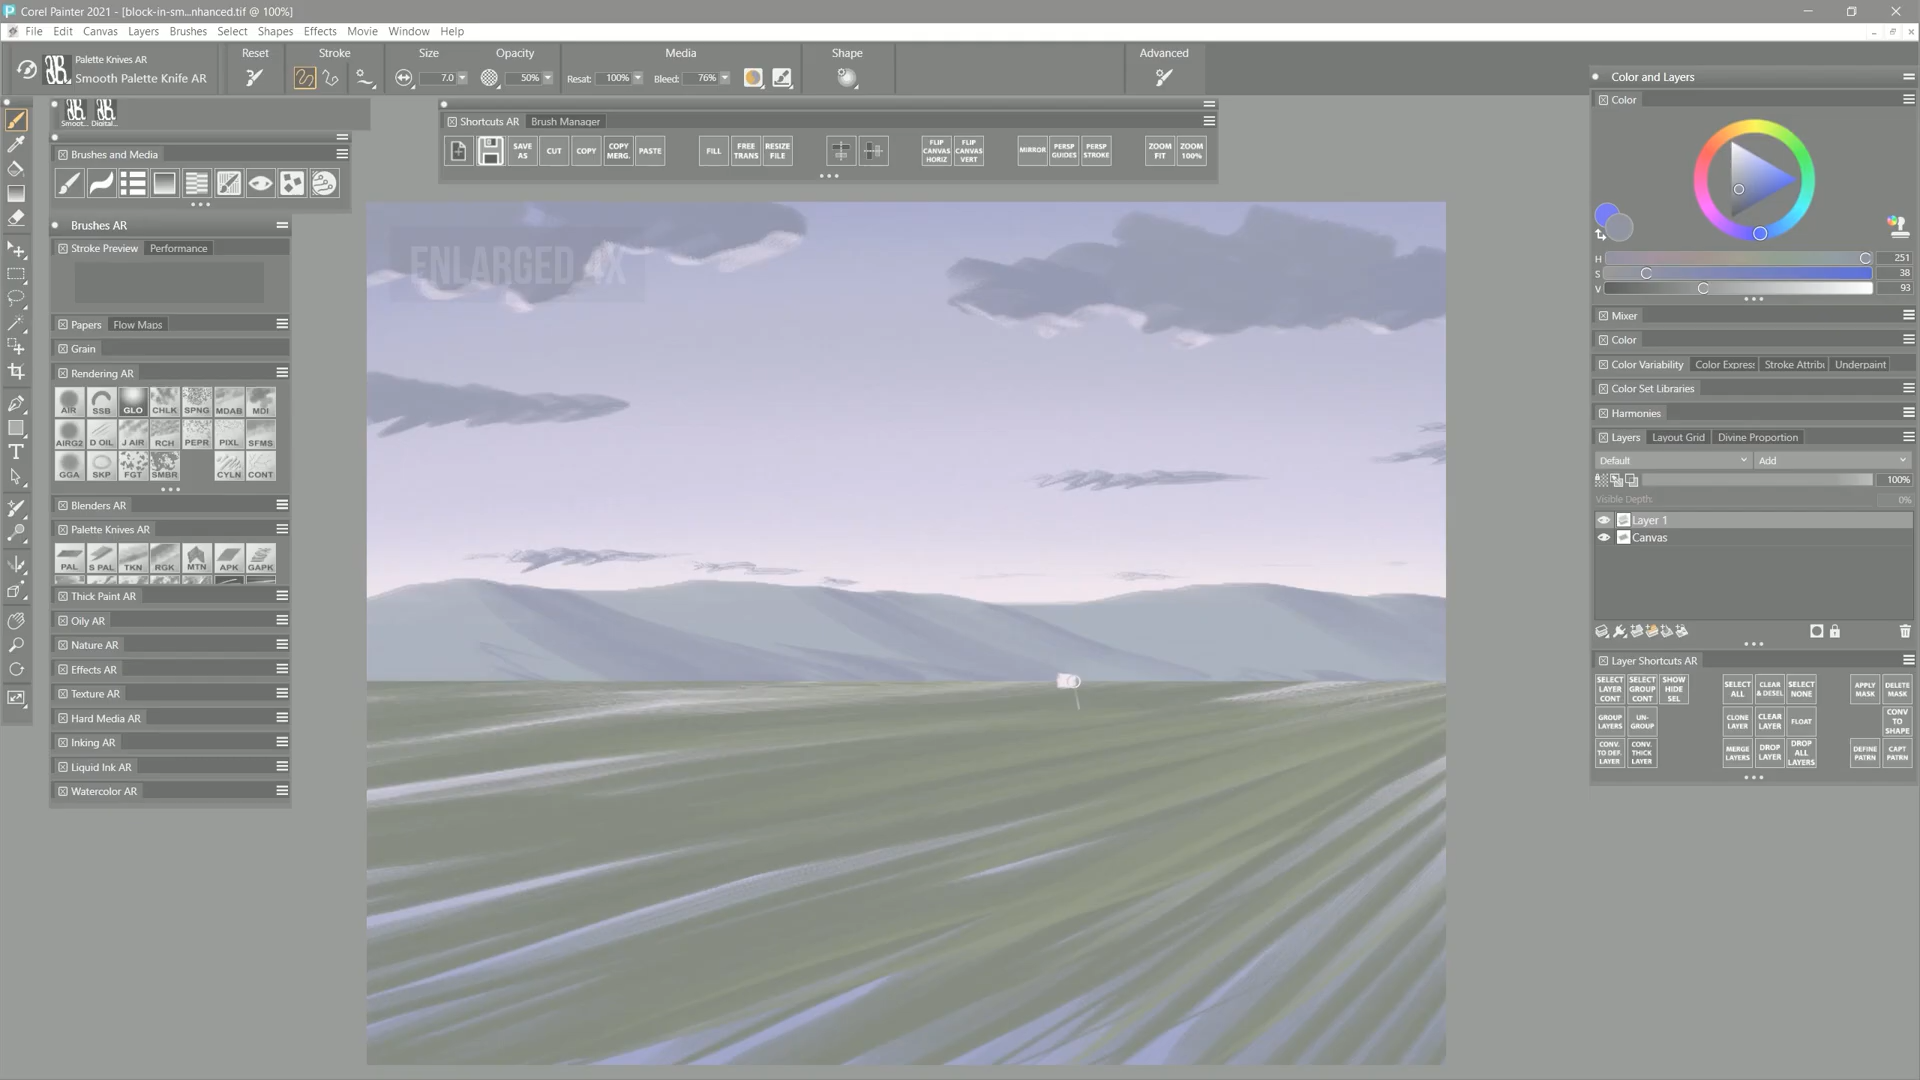 Corel Painter 2021 - [block-in-sm...nhanced.tif @ 100%]
File Edit Canvas Layers Brushes Select Shapes Effects Movie Window Help
Palette Knives AR
Smooth Palette Knife AR
Reset
Stroke
Size
7.0
Opacity
50%
Media
Resat: 100%
Bleed: 76%
Shape
Advanced
Smoot... Digital...
Brushes and Media
Brushes AR
Stroke Preview Performance
Papers Flow Maps
Grain
Rendering AR
AIR SSB GLO CHLK SPNG MDAB MDI
AIRG2 D OIL J AIR RCH PEPR PIXL SFMS
GGA SKP FGT SMBR CYLN CONT
Blenders AR
Palette Knives AR
PAL S PAL TKN RGK MTN APK GAPK
Thick Paint AR
Oily AR
Nature AR
Effects AR
Texture AR
Hard Media AR
Inking AR
Liquid Ink AR
Watercolor AR
Shortcuts AR Brush Manager
SAVE AS
CUT
COPY
COPY MERG.
PASTE
FILL
FREE TRANS
RESIZE FILE
FLIP CANVAS HORIZ
FLIP CANVAS VERT
MIRROR
PERSP GUIDES
PERSP STROKE
ZOOM FIT
ZOOM 100%
ENLARGED 4X
Color and Layers
Color
H 251
S 38
V 93
Mixer
Color
Color Variability Color Expres Stroke Attrib Underpaint
Color Set Libraries
Harmonies
Layers Layout Grid Divine Proportion
Default Add
100%
Visible Depth: 0%
Layer 1
Canvas
Layer Shortcuts AR
SELECT LAYER CONT
SELECT GROUP CONT
SHOW HIDE SEL
SELECT ALL
CLEAR & DESEL
SELECT NONE
APPLY MASK
DELETE MASK
GROUP LAYERS
UN-GROUP
CLONE LAYER
CLEAR LAYER
FLOAT
CONV TO SHAPE
CONV. TO DEF. LAYER
CONV. THICK LAYER
MERGE LAYERS
DROP LAYER
DROP ALL LAYERS
DEFINE PATRN
CAPT PATRN